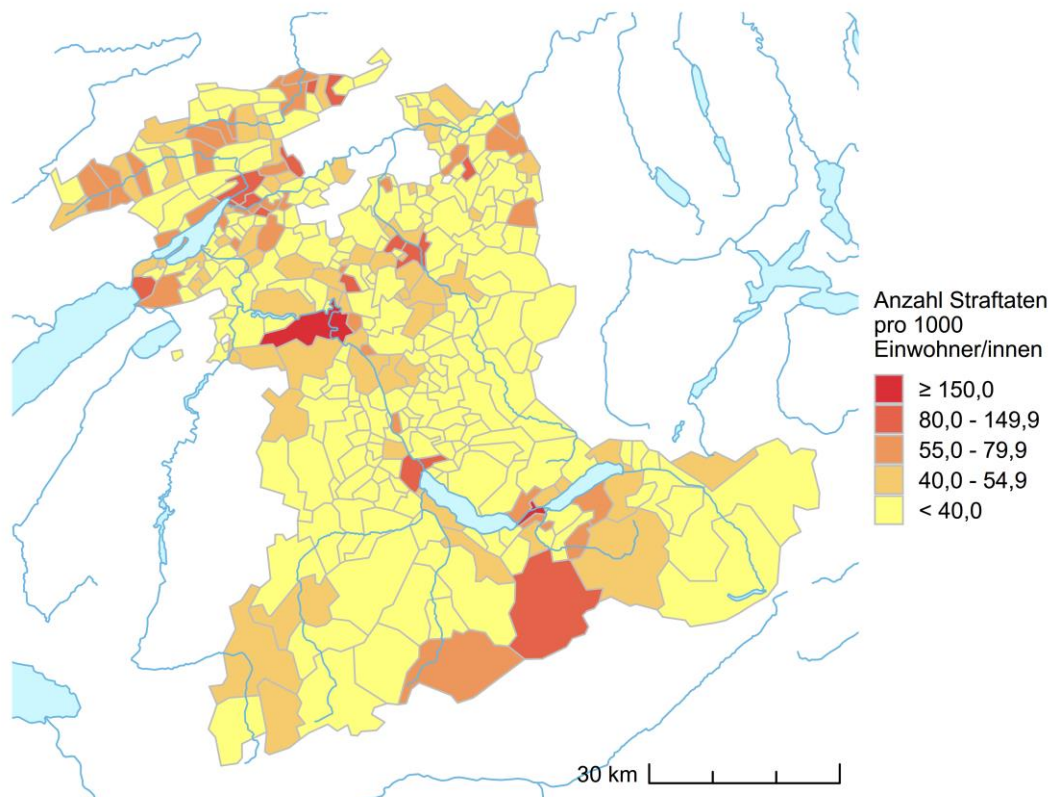 Anzahl Straftaten
pro 1000
Einwohner/innen
≥ 150,0
80,0 - 149,9
55,0 - 79,9
40,0 - 54,9
< 40,0
30 km